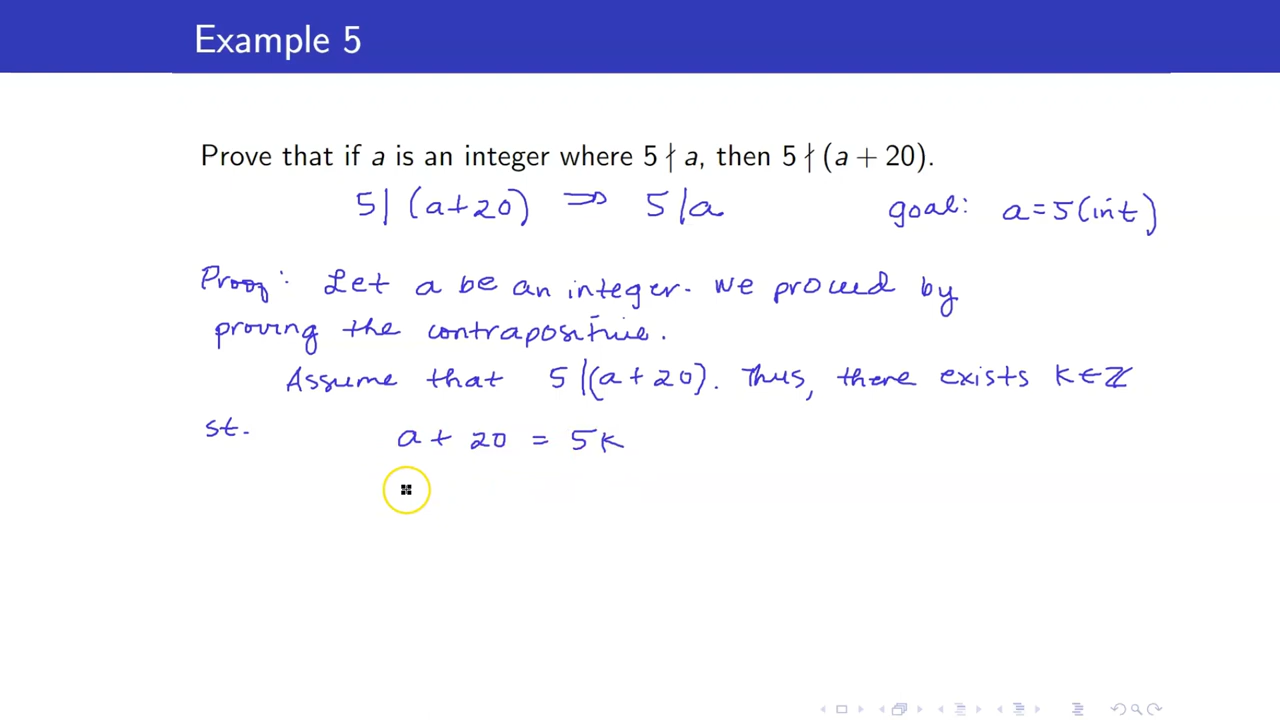 Example 5
Prove that if a is an integer where 5 ∤ a, then 5 ∤ (a + 20).
5 | (a+20) ⇒ 5 | a goal: a = 5(int)
Proof: Let a be an integer. We proceed by
proving the contrapositive.
Assume that 5 | (a + 20). Thus, there exists k ∈ ℤ
st.
a + 20 = 5k